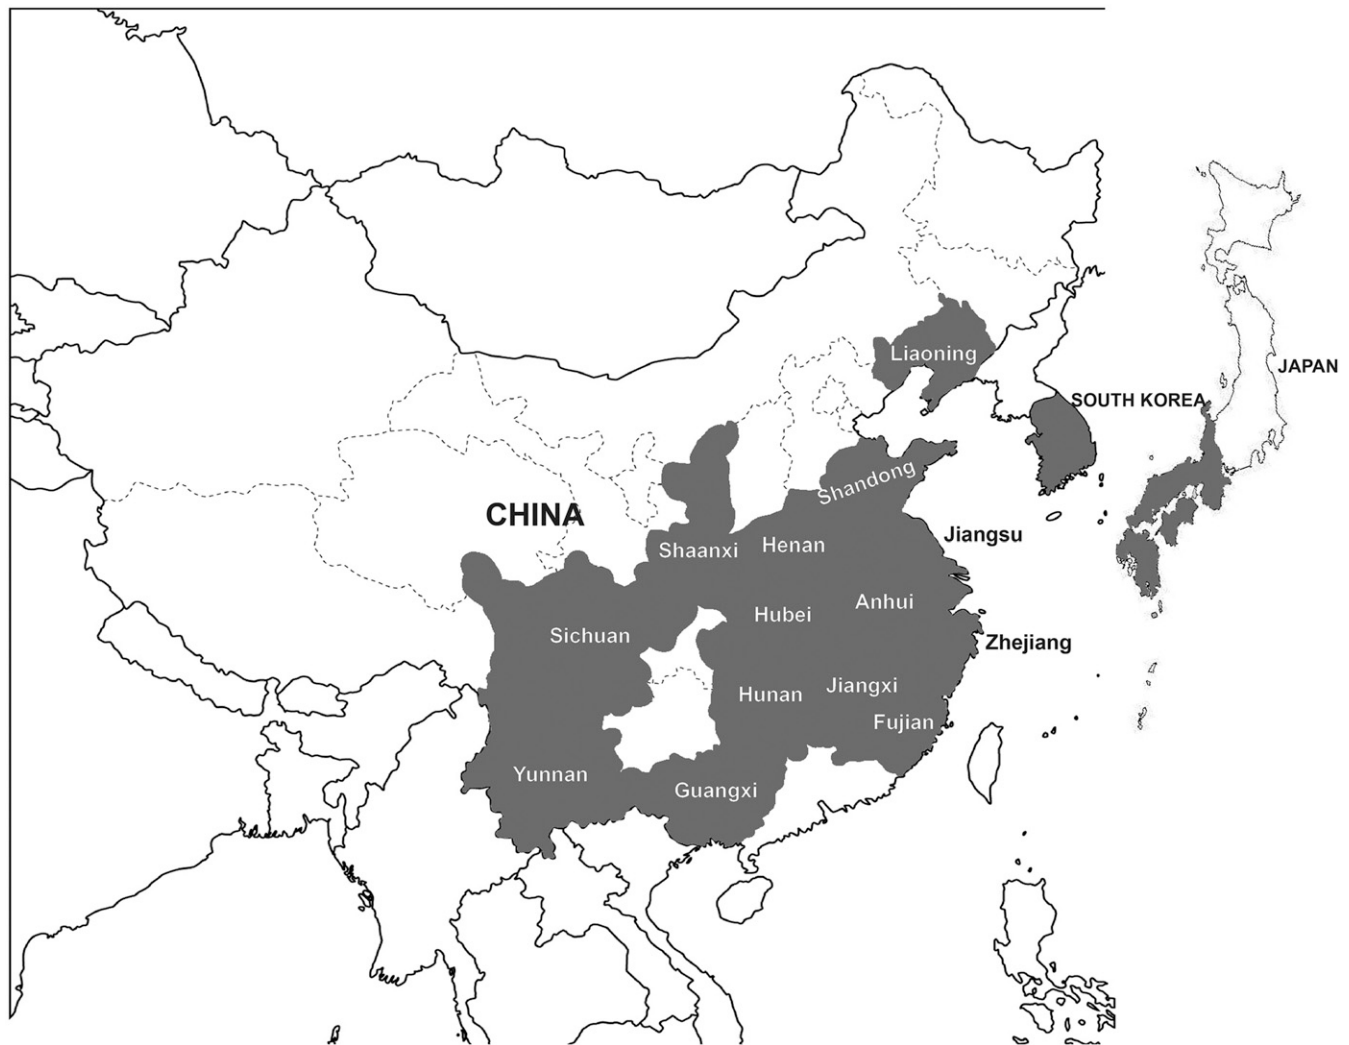 Liaoning
JAPAN
SOUTH KOREA
Shandong
CHINA
Jiangsu
Shaanxi
Henan
Hubei
Anhui
Sichuan
Zhejiang
Hunan
Jiangxi
Fujian
Yunnan
Guangxi